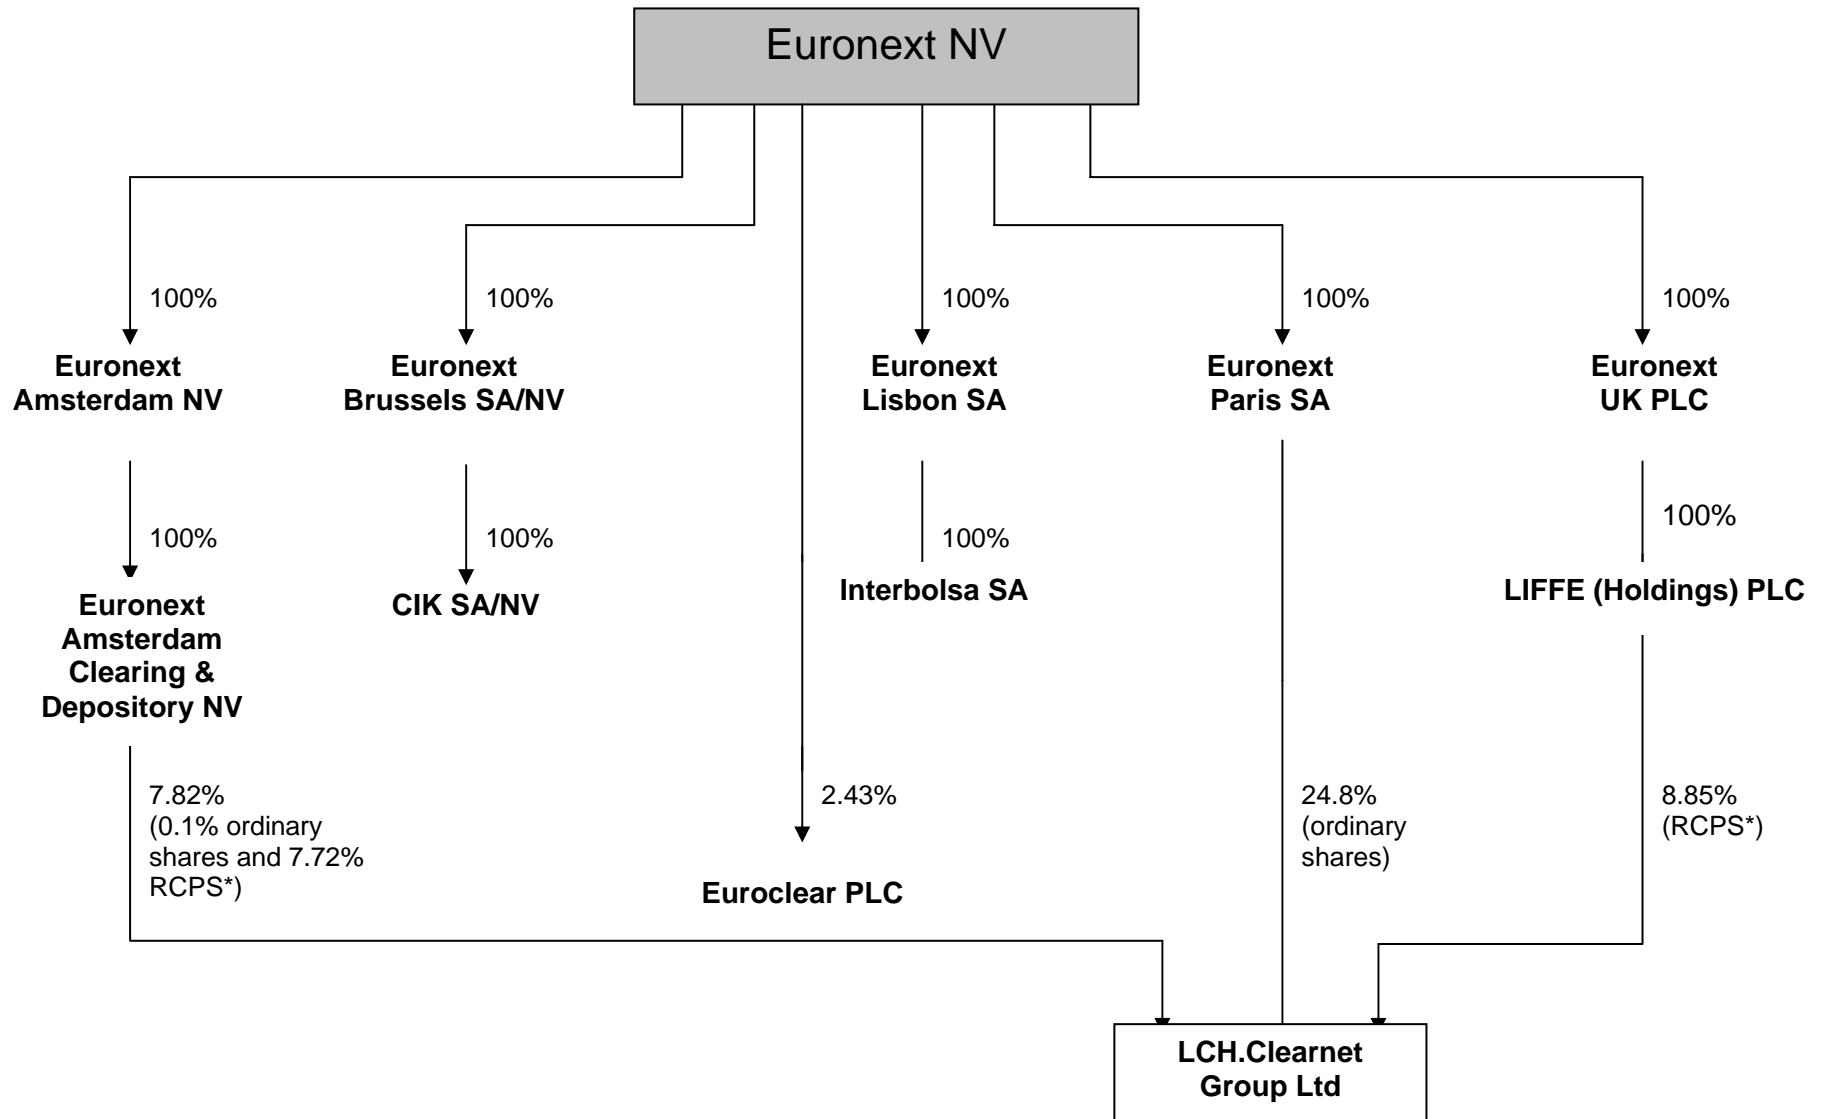 Euronext NV
100%
100%
100%
100%
100%
Euronext
Amsterdam NV
Euronext
Brussels SA/NV
Euronext
Lisbon SA
Euronext
Paris SA
Euronext
UK PLC
100%
100%
100%
100%
Euronext
Amsterdam
Clearing &
Depository NV
CIK SA/NV
Interbolsa SA
LIFFE (Holdings) PLC
7.82%
(0.1% ordinary
shares and 7.72%
RCPS*)
2.43%
24.8%
(ordinary
shares)
8.85%
(RCPS*)
Euroclear PLC
LCH.Clearnet
Group Ltd